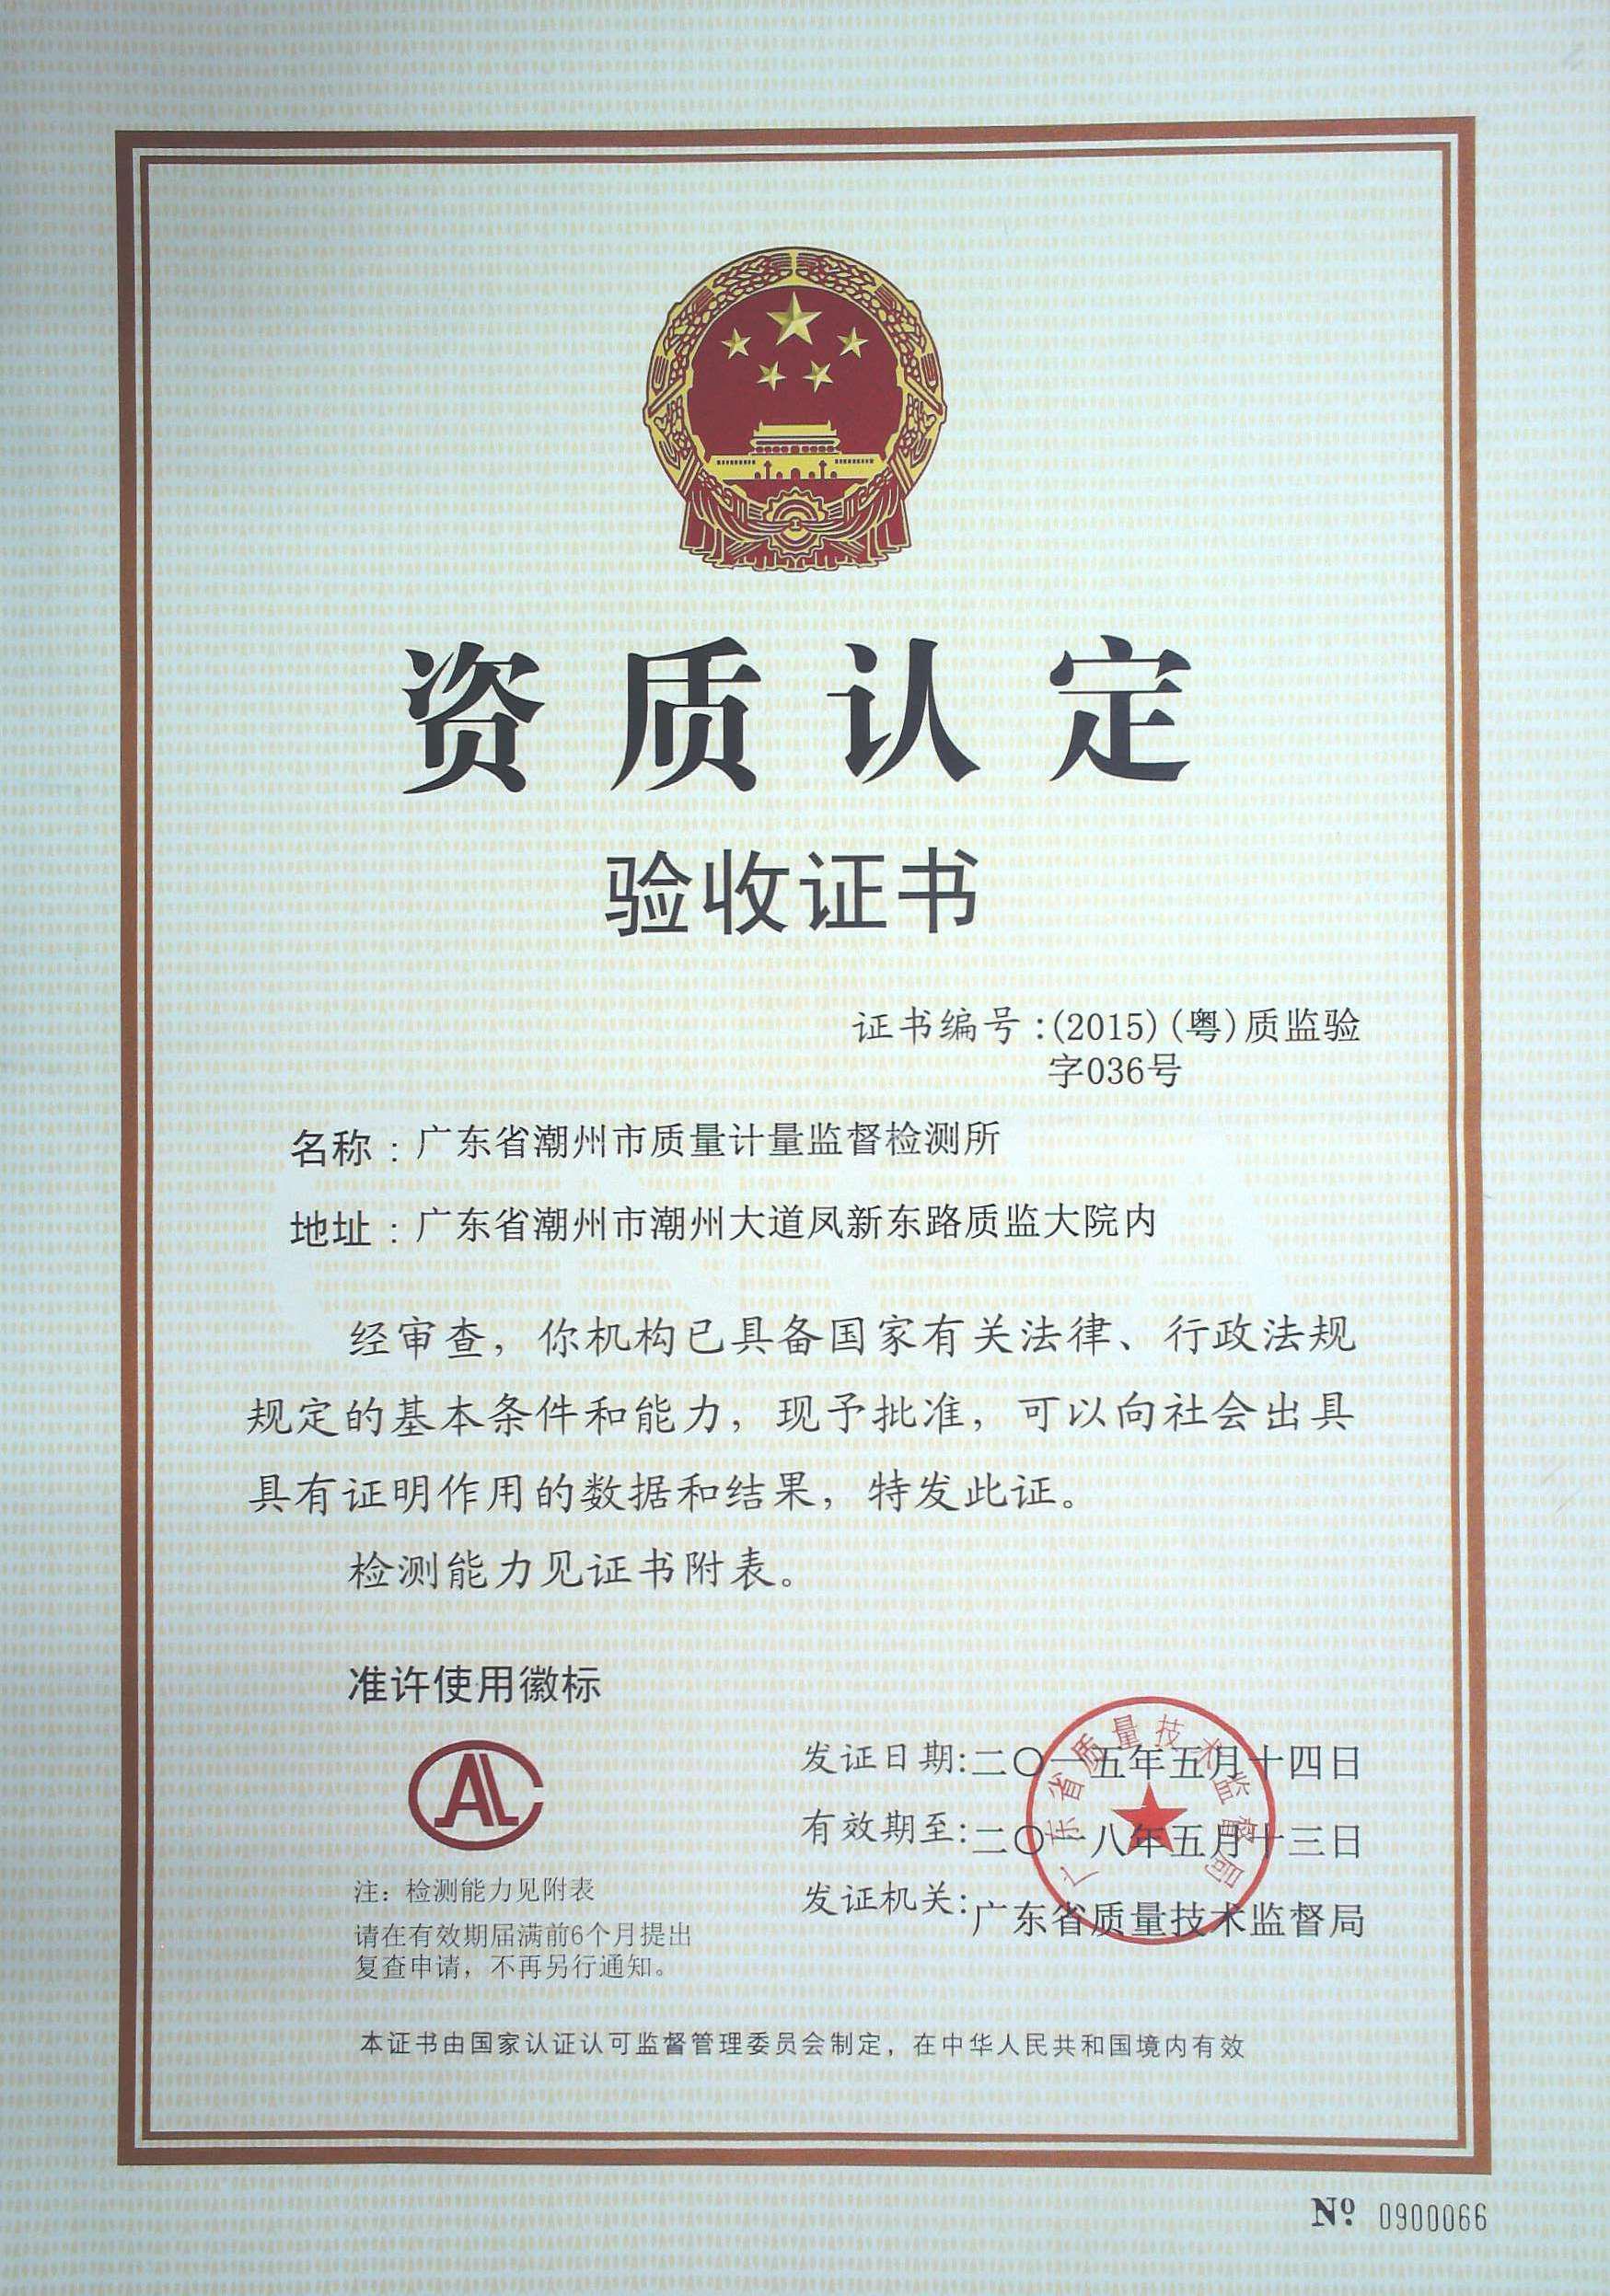 资质认定
验收证书
证书编号:(2015)(粤)质监验
字036号
名称:广东省潮州市质量计量监督检测所
地址:广东省潮州市潮州大道凤新东路质监大院内
经审查，你机构已具备国家有关法律、行政法规
规定的基本条件和能力，现予批准，可以向社会出具
具有证明作用的数据和结果，特发此证。
检测能力见证书附表。
准许使用徽标
CAL
注：检测能力见附表
请在有效期届满前6个月提出
复查申请，不再另行通知。
发证日期:二〇一五年五月十四日
有效期至:二〇一八年五月十三日
发证机关:广东省质量技术监督局
广东省质量技术监督局
本证书由国家认证认可监督管理委员会制定，在中华人民共和国境内有效
Nº 0900066